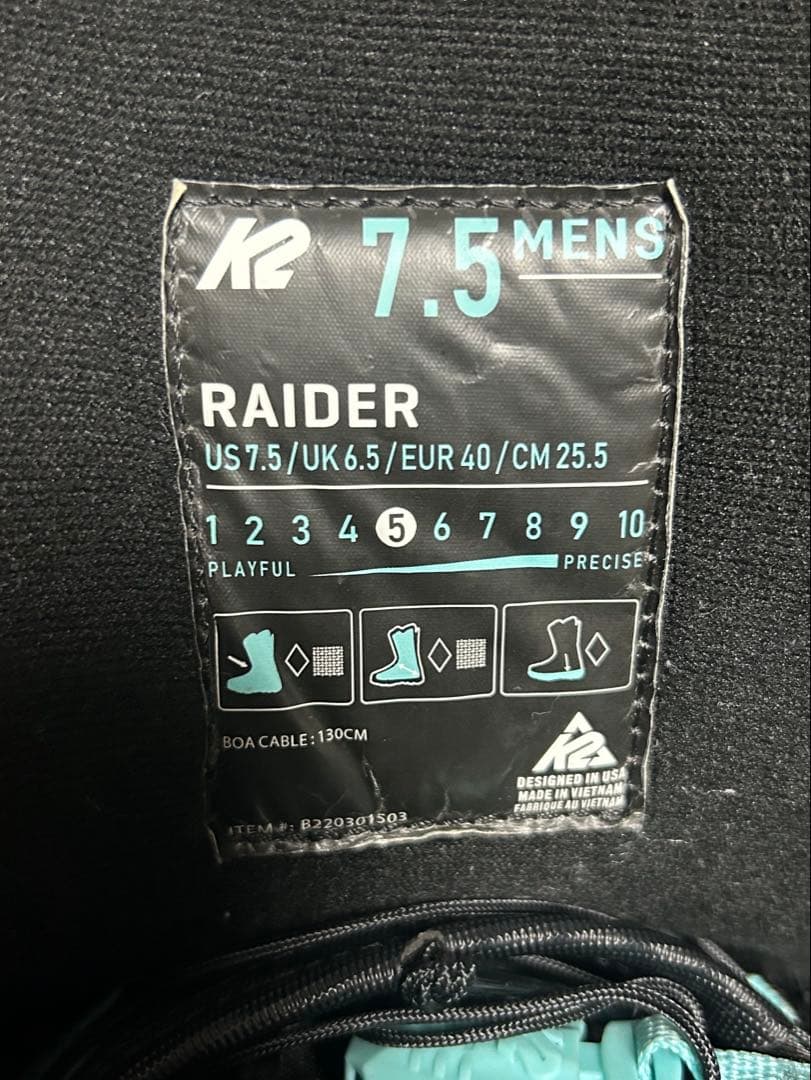 K2 7.5 MENS
RAIDER
US 7.5/UK 6.5/EUR 40/CM 25.5
1 2 3 4 5 6 7 8 9 10
PLAYFUL PRECISE
BOA CABLE: 130CM
K2
DESIGNED IN USA
MADE IN VIETNAM
FABRIQUE AU VIETNAM
ITEM #: B220301503